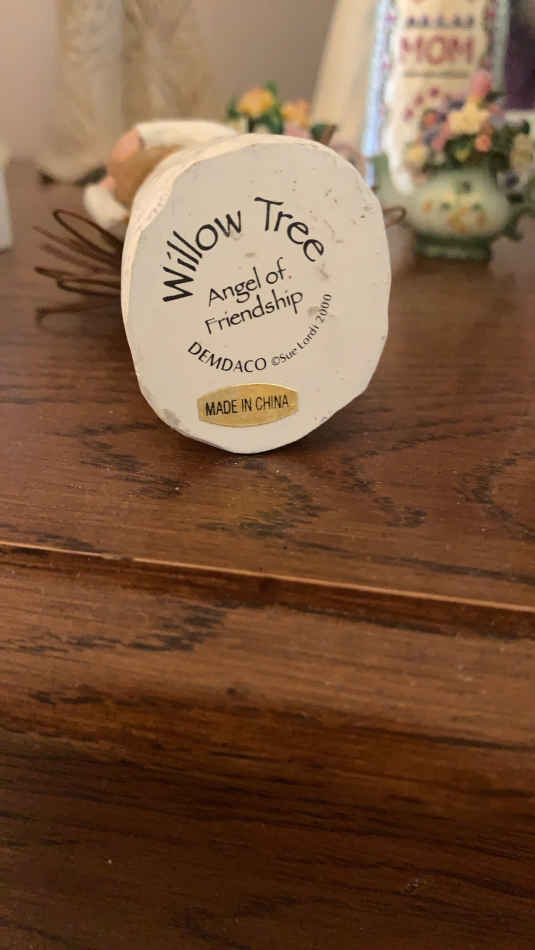 Willow Tree
Angel of
Friendship
DEMDACO ©Sue Lordi 2000
MADE IN CHINA
MOM